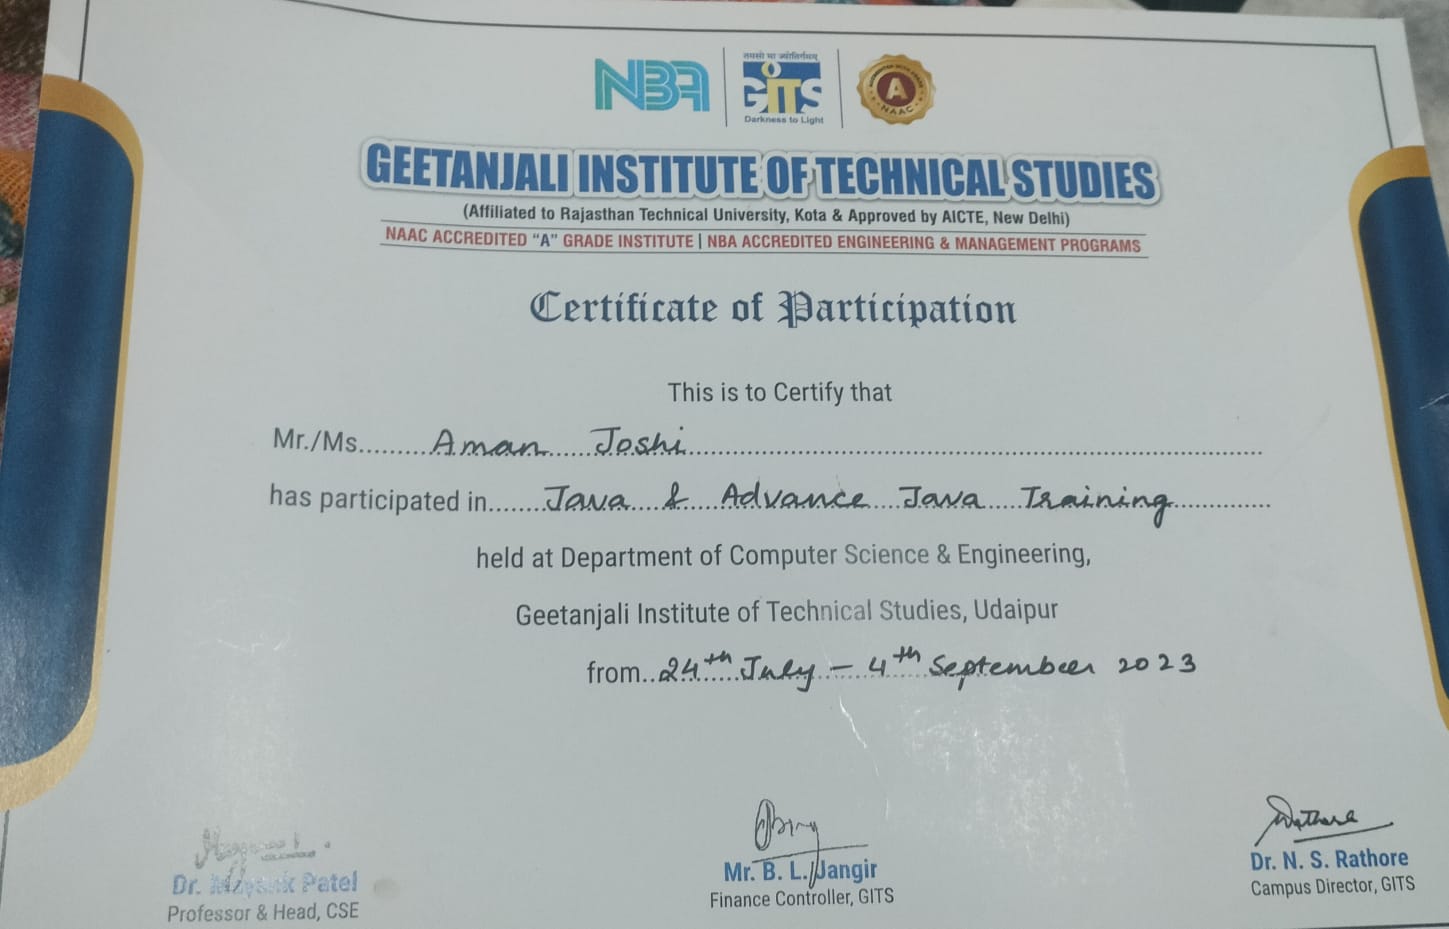 NBA
तमसो मा ज्योतिर्गमय
GITS
Darkness to Light
A
NAAC
GEETANJALI INSTITUTE OF TECHNICAL STUDIES
(Affiliated to Rajasthan Technical University, Kota & Approved by AICTE, New Delhi)
NAAC ACCREDITED “A” GRADE INSTITUTE | NBA ACCREDITED ENGINEERING & MANAGEMENT PROGRAMS
Certificate of Participation
This is to Certify that
Mr./Ms......... Aman ...... Joshi ..........
has participated in....... Java .... & .... Advance .... Java ..... Training ..........
held at Department of Computer Science & Engineering,
Geetanjali Institute of Technical Studies, Udaipur
from.. 24th July – 4th September 2023
Dr. Mayank Patel
Professor & Head, CSE
Mr. B. L. Jangir
Finance Controller, GITS
Rathore
Dr. N. S. Rathore
Campus Director, GITS